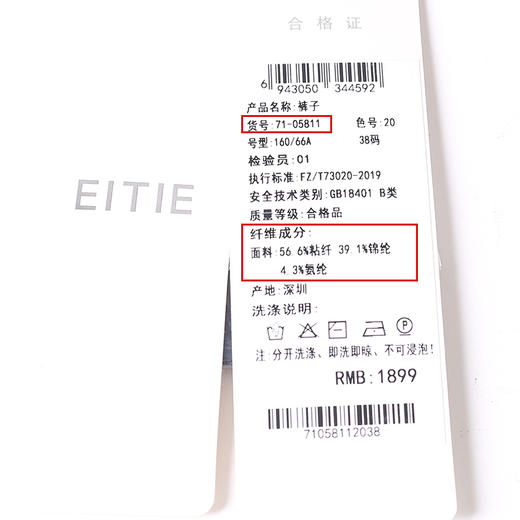 合格证
EITIE
6 943050 344592
产品名称:裤子
货号:71-05811 色号:20
号型:160/66A 38码
检验员:01
执行标准:FZ/T73020-2019
安全技术类别:GB18401 B类
质量等级:合格品
纤维成分:
面料:56.6%粘纤 39.1%锦纶
4.3%氨纶
产地:深圳
洗涤说明:
P
注:分开洗涤、即洗即晾、不可浸泡!
RMB:1899
71058112038